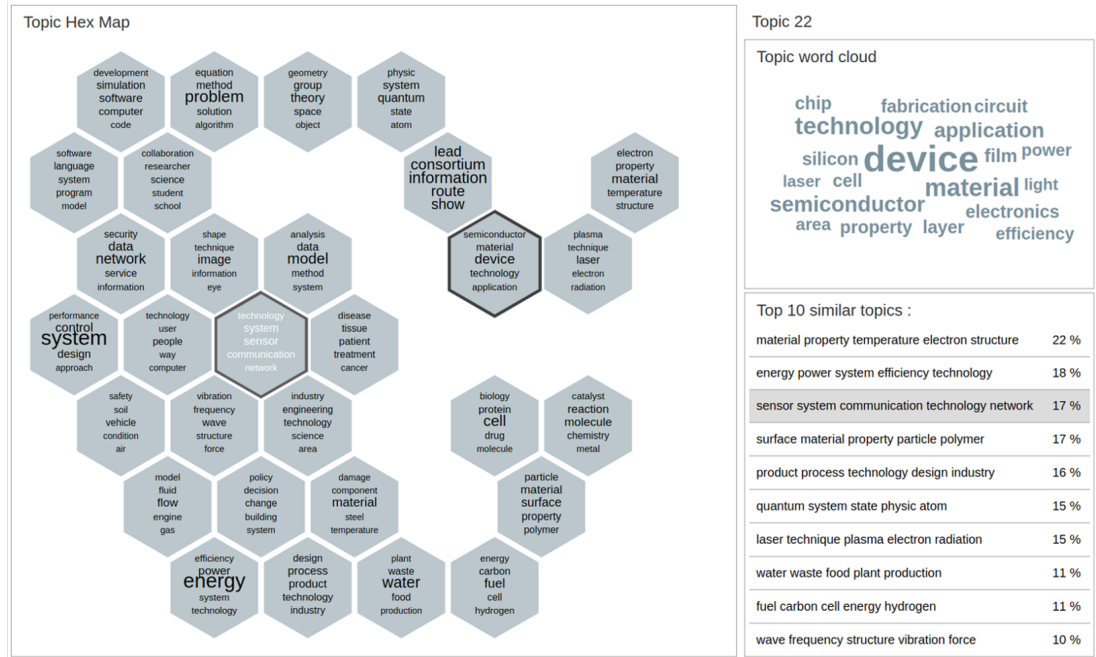 Topic Hex Map
development
simulation
software
computer
code
equation
method
problem
solution
algorithm
geometry
group
theory
space
object
physic
system
quantum
state
atom
software
language
system
program
model
collaboration
researcher
science
student
school
lead
consortium
information
route
show
electron
property
material
temperature
structure
security
data
network
service
information
shape
technique
image
information
eye
analysis
data
model
method
system
semiconductor
material
device
technology
application
plasma
technique
laser
electron
radiation
performance
control
system
design
approach
technology
user
people
way
computer
technology
system
sensor
communication
network
disease
tissue
patient
treatment
cancer
safety
soil
vehicle
condition
air
vibration
frequency
wave
structure
force
industry
engineering
technology
science
area
biology
protein
cell
drug
molecule
catalyst
reaction
molecule
chemistry
metal
model
fluid
flow
engine
gas
policy
decision
change
building
system
damage
component
material
steel
temperature
particle
material
surface
property
polymer
efficiency
power
energy
system
technology
design
process
product
technology
industry
plant
waste
water
food
production
energy
carbon
fuel
cell
hydrogen
Topic 22
Topic word cloud
chip fabrication circuit
technology application
silicon device film power
laser cell material light
semiconductor electronics
area property layer efficiency
Top 10 similar topics :
material property temperature electron structure 22 %
energy power system efficiency technology 18 %
sensor system communication technology network 17 %
surface material property particle polymer 17 %
product process technology design industry 16 %
quantum system state physic atom 15 %
laser technique plasma electron radiation 15 %
water waste food plant production 11 %
fuel carbon cell energy hydrogen 11 %
wave frequency structure vibration force 10 %